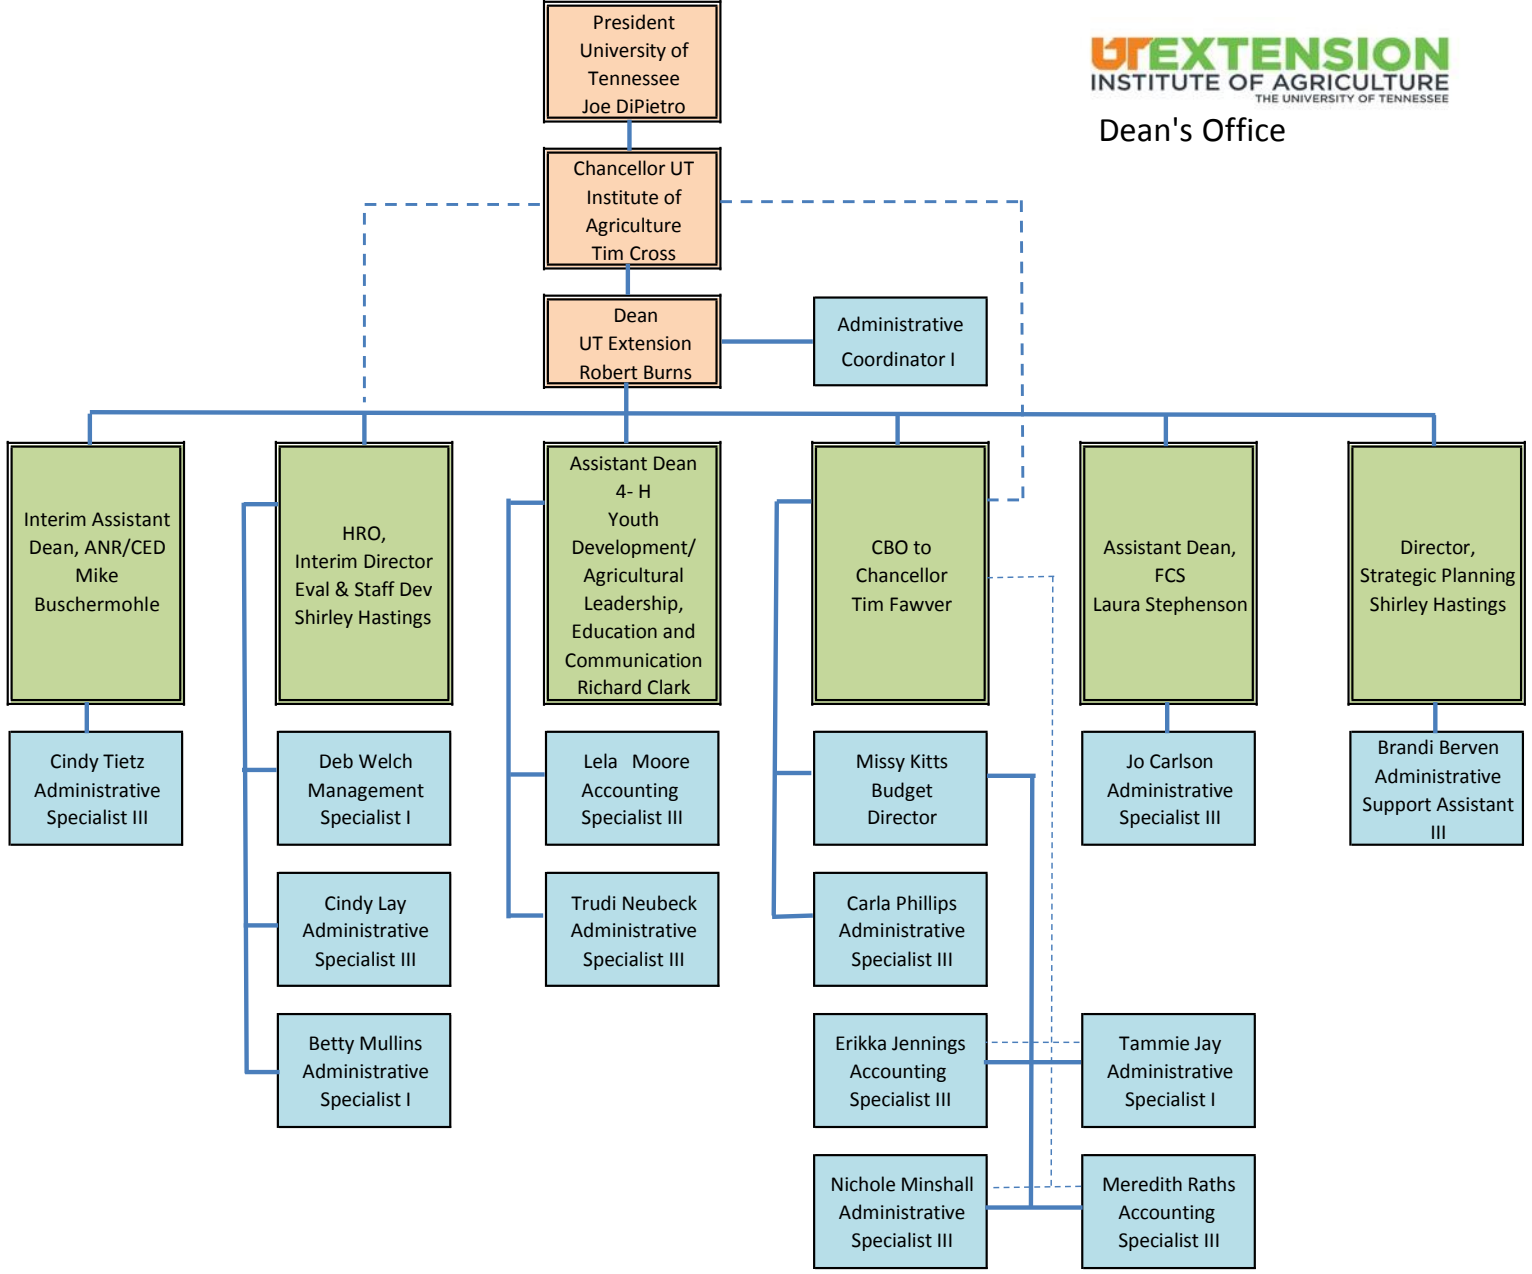 President
University of
Tennessee
Joe DiPietro
UTEXTENSION
INSTITUTE OF AGRICULTURE
THE UNIVERSITY OF TENNESSEE
Dean's Office
Chancellor UT
Institute of
Agriculture
Tim Cross
Dean
UT Extension
Robert Burns
Administrative
Coordinator I
Interim Assistant
Dean, ANR/CED
Mike
Buschermohle
HRO,
Interim Director
Eval & Staff Dev
Shirley Hastings
Assistant Dean
4- H
Youth
Development/
Agricultural
Leadership,
Education and
Communication
Richard Clark
CBO to
Chancellor
Tim Fawver
Assistant Dean,
FCS
Laura Stephenson
Director,
Strategic Planning
Shirley Hastings
Cindy Tietz
Administrative
Specialist III
Deb Welch
Management
Specialist I
Lela Moore
Accounting
Specialist III
Missy Kitts
Budget
Director
Jo Carlson
Administrative
Specialist III
Brandi Berven
Administrative
Support Assistant
III
Cindy Lay
Administrative
Specialist III
Trudi Neubeck
Administrative
Specialist III
Carla Phillips
Administrative
Specialist III
Betty Mullins
Administrative
Specialist I
Erikka Jennings
Accounting
Specialist III
Tammie Jay
Administrative
Specialist I
Nichole Minshall
Administrative
Specialist III
Meredith Raths
Accounting
Specialist III